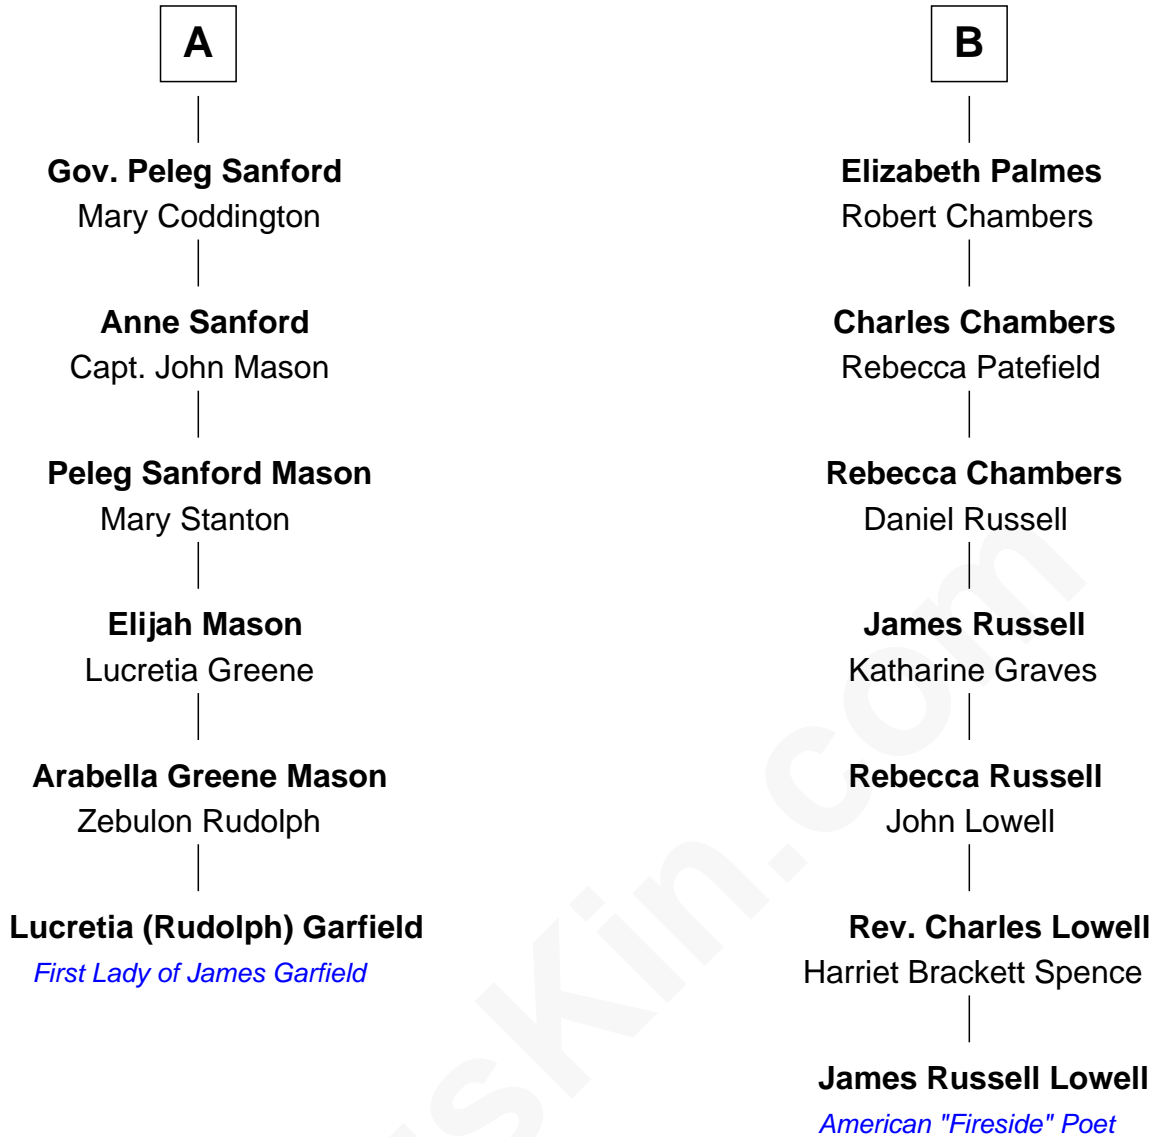 A
Gov. Peleg Sanford
Mary Coddington
Anne Sanford
Capt. John Mason
Peleg Sanford Mason
Mary Stanton
Elijah Mason
Lucretia Greene
Arabella Greene Mason
Zebulon Rudolph
Lucretia (Rudolph) Garfield
First Lady of James Garfield
B
Elizabeth Palmes
Robert Chambers
Charles Chambers
Rebecca Patefield
Rebecca Chambers
Daniel Russell
James Russell
Katharine Graves
Rebecca Russell
John Lowell
Rev. Charles Lowell
Harriet Brackett Spence
James Russell Lowell
American "Fireside" Poet
sKin.com